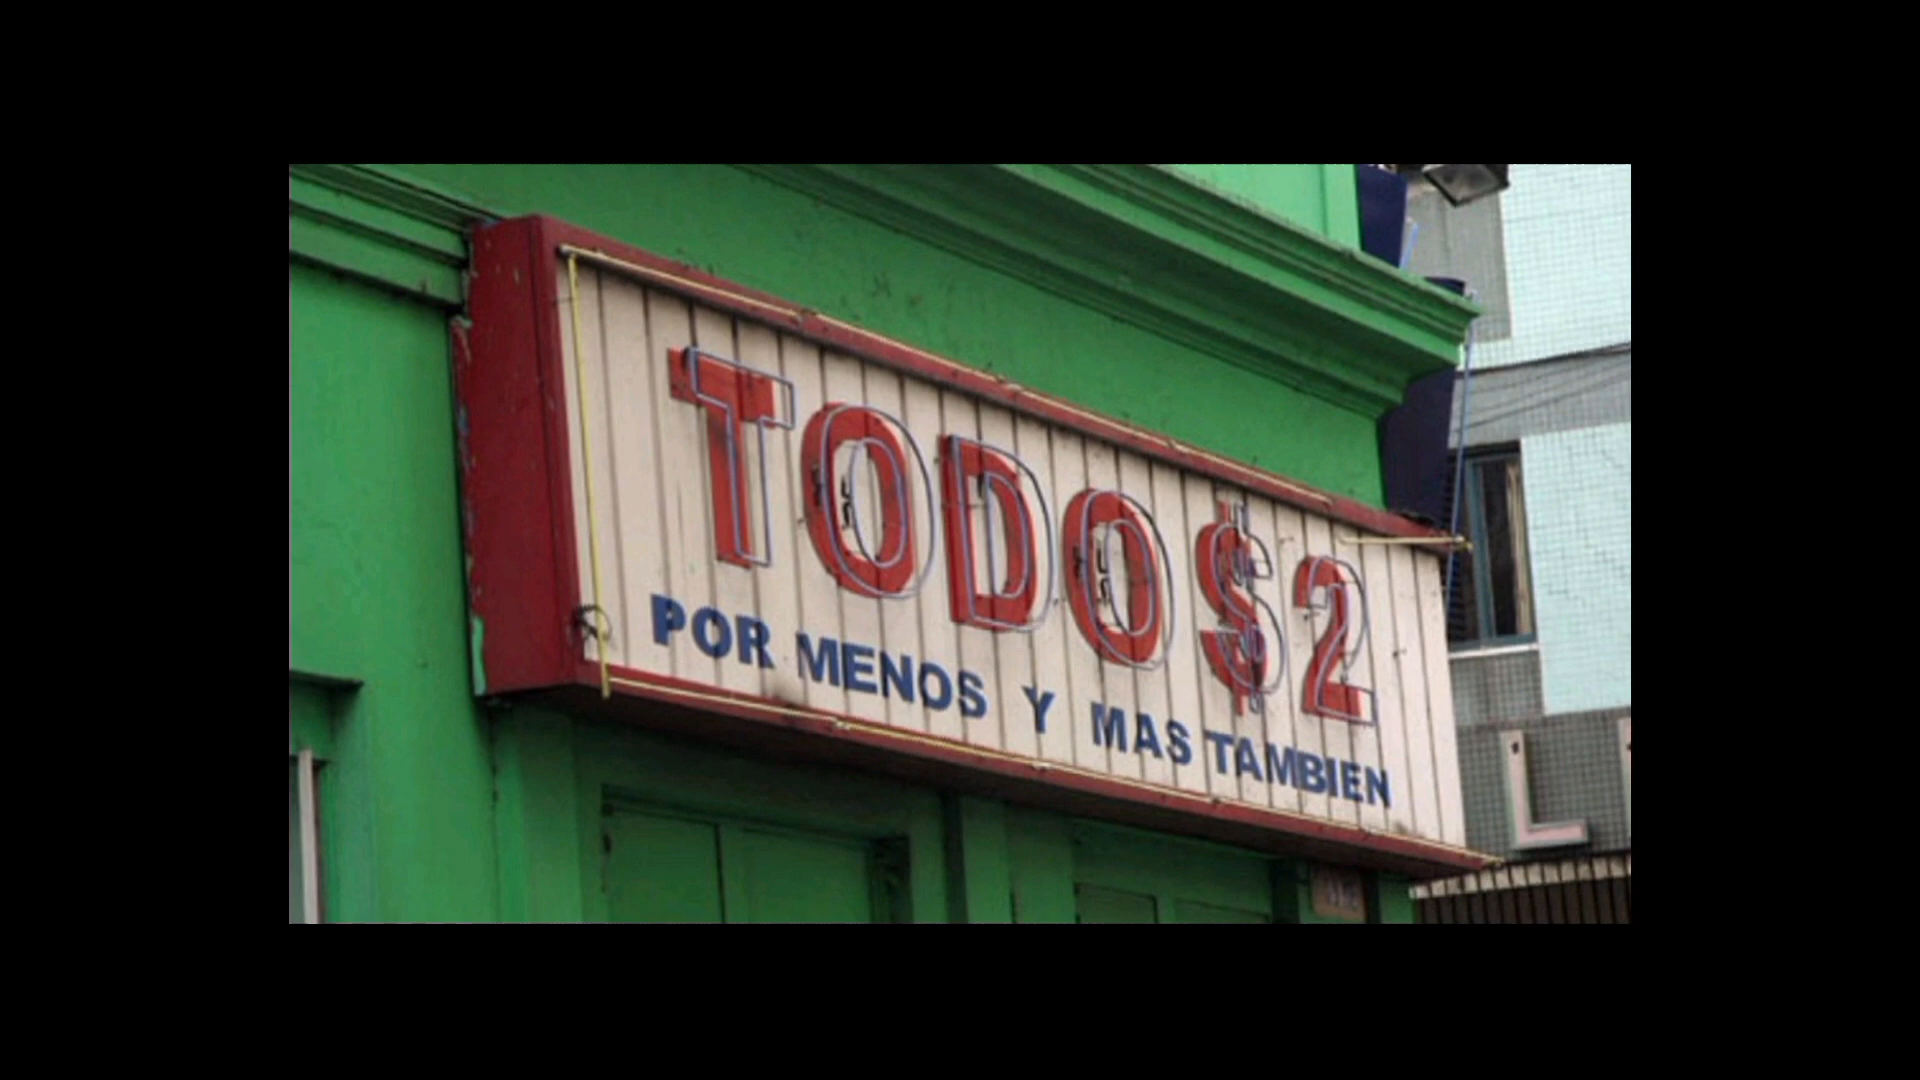 TODO $2
POR MENOS Y MAS TAMBIEN
L